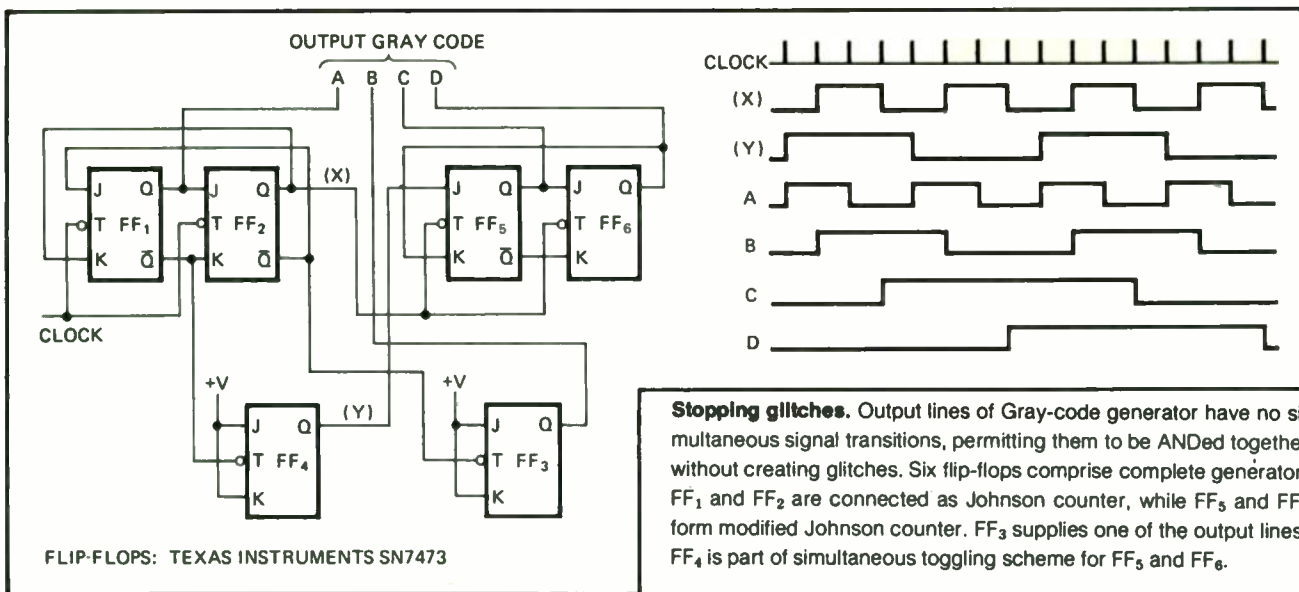 OUTPUT GRAY CODE
A B C D
(X)
J Q J Q J Q J Q
T FF₁ T FF₂ T FF₅ T FF₆
K Q̅ K Q̅ K Q̅ K
CLOCK
+V (Y) +V
J Q J Q
T FF₄ T FF₃
K K
FLIP-FLOPS: TEXAS INSTRUMENTS SN7473
CLOCK
(X)
(Y)
A
B
C
D
Stopping glitches. Output lines of Gray-code generator have no si
multaneous signal transitions, permitting them to be ANDed togethe
without creating glitches. Six flip-flops comprise complete generator
FF₁ and FF₂ are connected as Johnson counter, while FF₅ and FF
form modified Johnson counter. FF₃ supplies one of the output lines
FF₄ is part of simultaneous toggling scheme for FF₅ and FF₆.